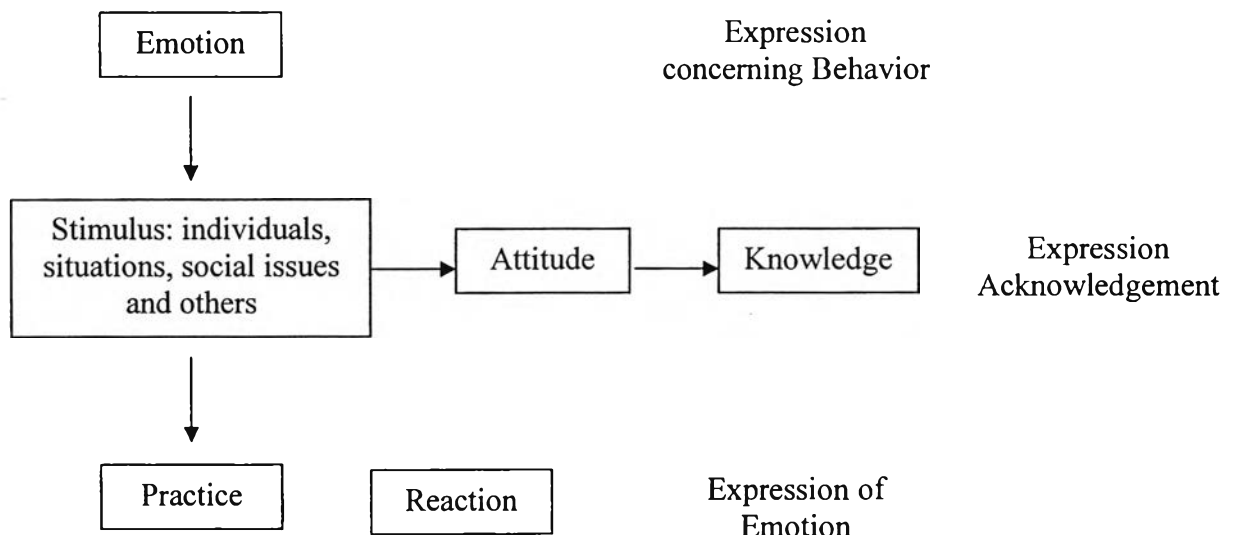 Emotion
Expression
concerning Behavior
Stimulus: individuals,
situations, social issues
and others
Attitude
Knowledge
Expression
Acknowledgement
Practice
Reaction
Expression of
Emotion